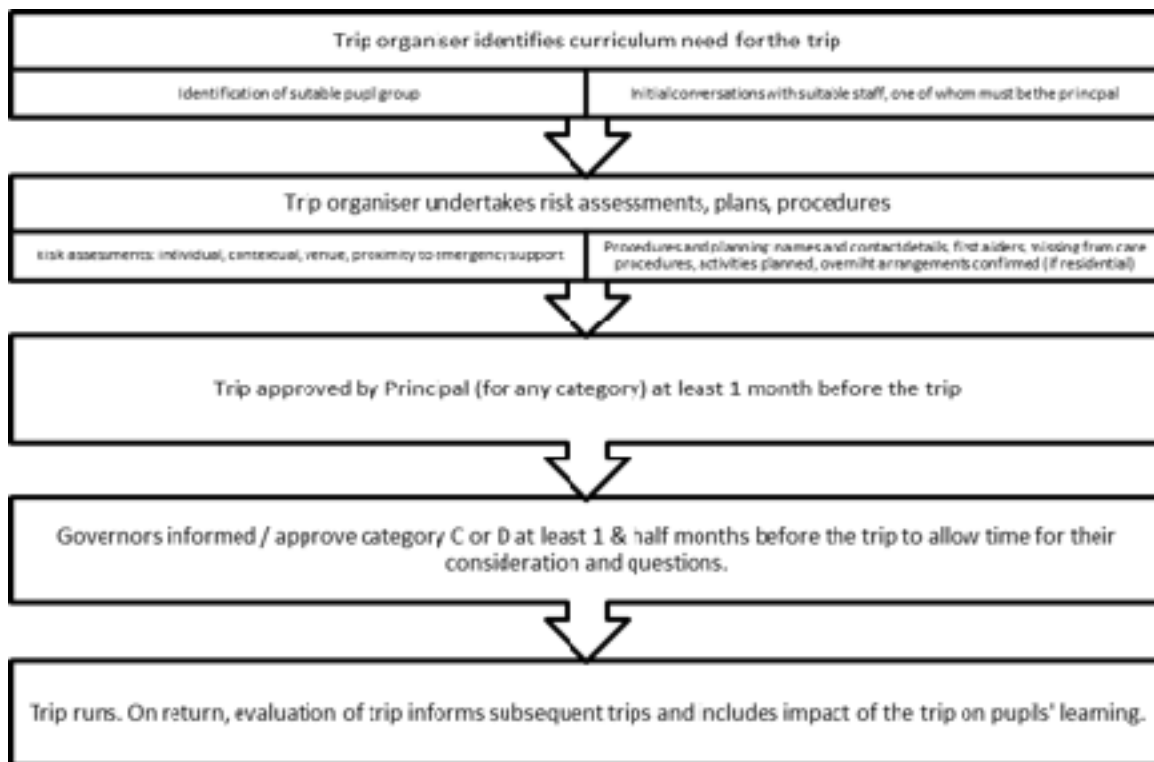 Trip organiser identifies curriculum need for the trip
Identification of sutable pupil group
Initial conversations with suitable staff, one of whom must be the principal
Trip organiser undertakes risk assessments, plans, procedures
Risk assessments: individual, contextual, venue, proximity to emergency support
Procedures and planning: names and contact details, first aiders, missing from care
procedures, activities planned, overniht arrangements confirmed (if residential)
Trip approved by Principal (for any category) at least 1 month before the trip
Governors informed / approve category C or D at least 1 & half months before the trip to allow time for their
consideration and questions.
Trip runs. On return, evaluation of trip informs subsequent trips and includes impact of the trip on pupils' learning.